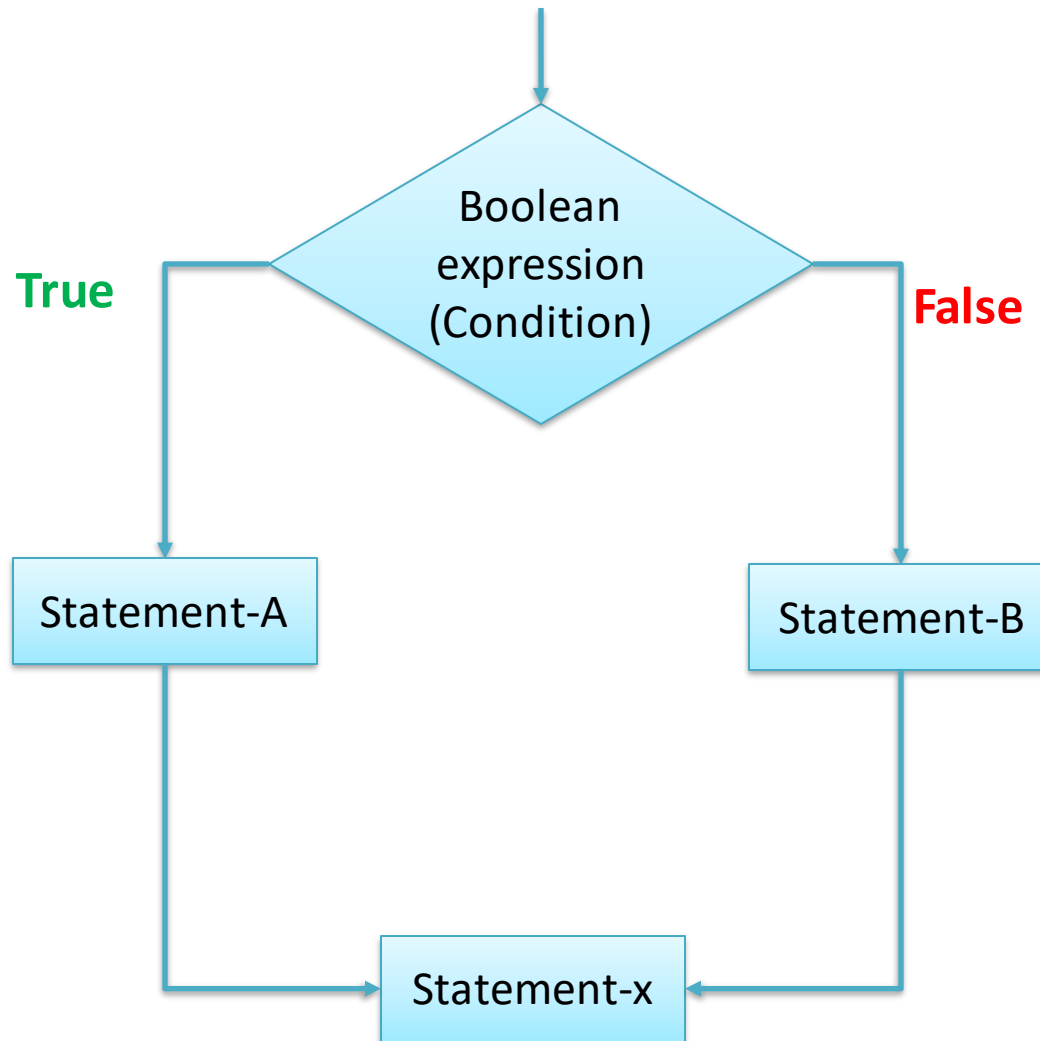 Boolean
expression
(Condition)
True
False
Statement-A
Statement-B
Statement-x